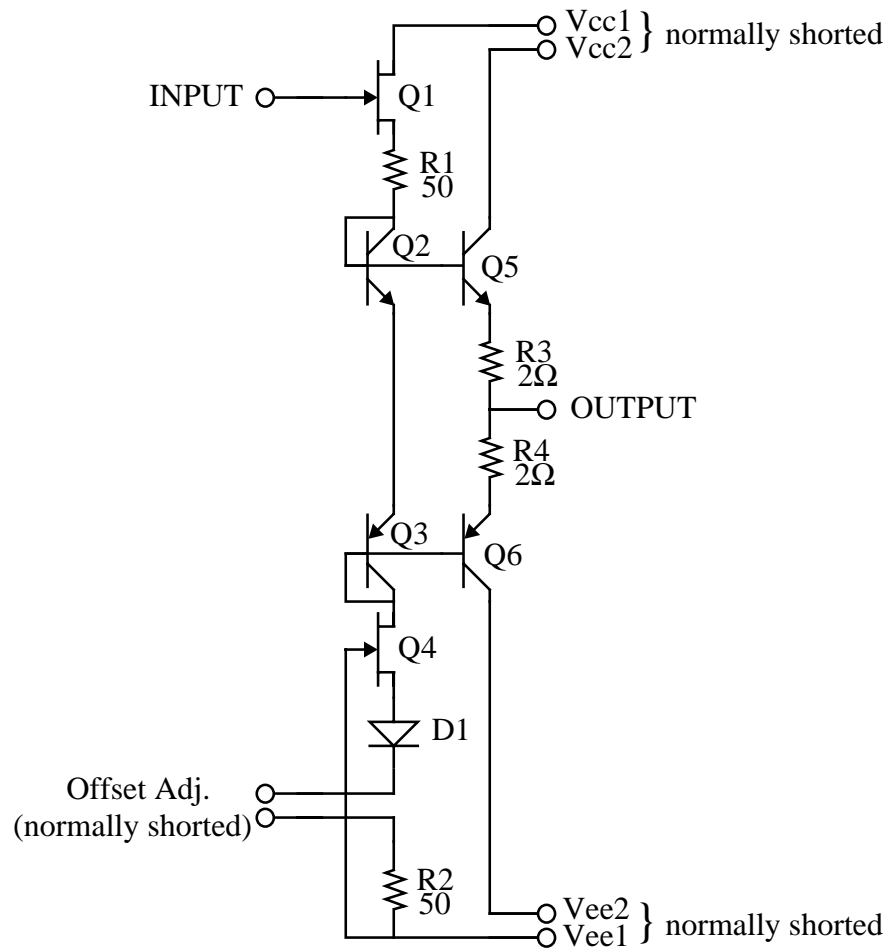 Vcc1
Vcc2
} normally shorted
INPUT
Q1
R1
50
Q2
Q5
R3
2Ω
OUTPUT
R4
2Ω
Q3
Q6
Q4
D1
Offset Adj.
(normally shorted)
R2
50
Vee2
Vee1
} normally shorted